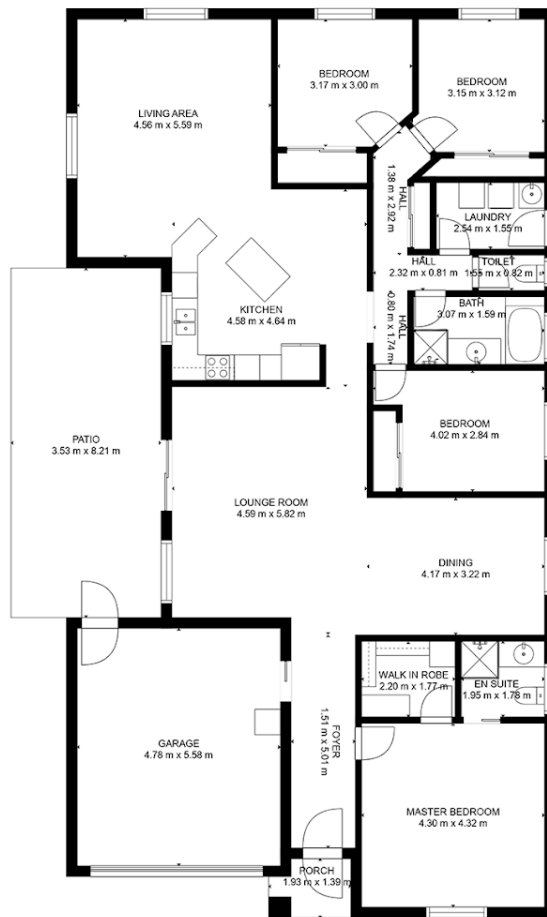 BEDROOM
3.17 m x 3.00 m
BEDROOM
3.15 m x 3.12 m
LIVING AREA
4.56 m x 5.59 m
HALL
1.38 m x 2.92 m
LAUNDRY
2.54 m x 1.55 m
HALL
2.32 m x 0.81 m
TOILET
1.55 m x 0.82 m
HALL
0.80 m x 1.74 m
BATH
3.07 m x 1.59 m
KITCHEN
4.58 m x 4.64 m
BEDROOM
4.02 m x 2.84 m
PATIO
3.53 m x 8.21 m
LOUNGE ROOM
4.59 m x 5.82 m
DINING
4.17 m x 3.22 m
WALK IN ROBE
2.20 m x 1.77 m
EN SUITE
1.95 m x 1.78 m
GARAGE
4.78 m x 5.58 m
FOYER
1.51 m x 5.01 m
MASTER BEDROOM
4.30 m x 4.32 m
PORCH
1.93 m x 1.39 m